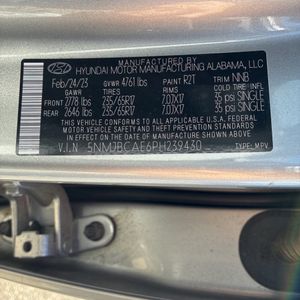 MANUFACTURED BY
HYUNDAI MOTOR MANUFACTURING ALABAMA, LLC
Feb/24/23 GVWR 4761 lbs PAINT R2T TRIM NNB
GAWR TIRES RIMS COLD TIRE INFL
FRONT 2778 lbs 235/65R17 7.0JX17 35 psi SINGLE
REAR 2646 lbs 235/65R17 7.0JX17 35 psi SINGLE
THIS VEHICLE CONFORMS TO ALL APPLICABLE U.S.A. FEDERAL
MOTOR VEHICLE SAFETY AND THEFT PREVENTION STANDARDS
IN EFFECT ON THE DATE OF MANUFACTURE SHOWN ABOVE.
V.I.N 5NMJBCAE6PH239430 TYPE: MPV